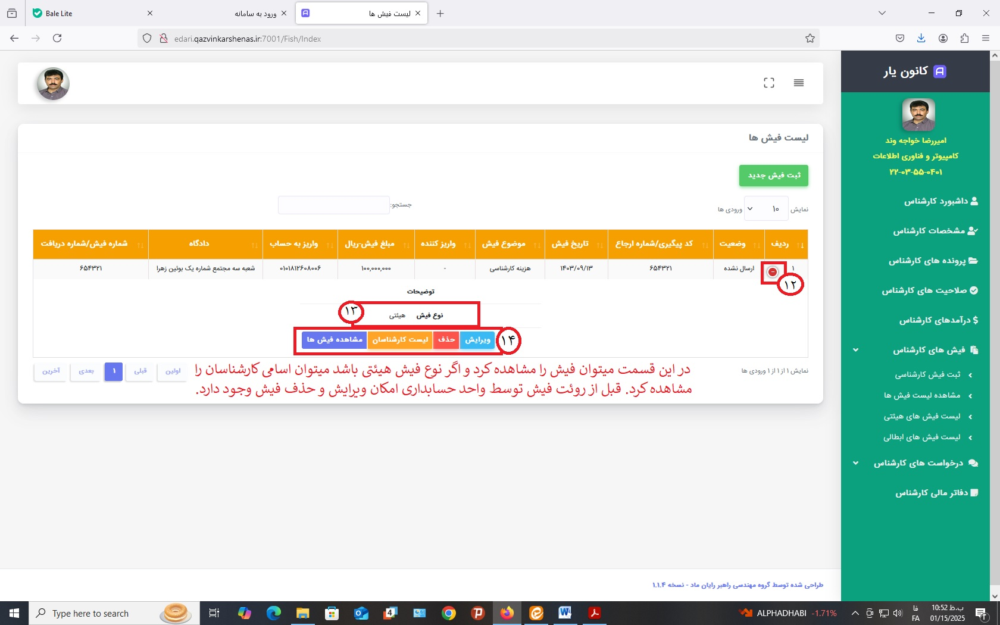 Bale Lite
ورود به سامانه
لیست فیش ها
edari.qazvinkarshenas.ir:7001/Fish/Index
کانون یار
امیررضا خواجه وند
کامپیوتر و فناوری اطلاعات
۲۲-۰۳-۵۵-۰۴۰۱
داشبورد کارشناس
مشخصات کارشناس
پرونده های کارشناس
صلاحیت های کارشناس
درآمدهای کارشناس
فیش های کارشناس
ثبت فیش کارشناسی
مشاهده لیست فیش ها
لیست فیش های هیئتی
لیست فیش های ابطالی
درخواست های کارشناس
دفاتر مالی کارشناس
لیست فیش ها
ثبت فیش جدید
نمایش ۱۰ ورودی ها
جستجو:
ردیف وضعیت کد پیگیری/شماره ارجاع تاریخ فیش موضوع فیش واریز کننده مبلغ فیش-ریال واریز به حساب دادگاه شماره فیش/شماره دریافت
۱ ارسال نشده ۶۵۴۳۲۱ ۱۴۰۳/۰۹/۱۳ هزینه کارشناسی - ۱۰۰,۰۰۰,۰۰۰ ۰۱۰۱۸۱۲۶۰۸۰۰۶ شعبه سه مجتمع شماره یک بوئین زهرا ۶۵۴۳۲۱
۱۲
توضیحات
نوع فیش هیئتی
۱۳
ویرایش حذف لیست کارشناسان مشاهده فیش ها
۱۴
در این قسمت میتوان فیش را مشاهده کرد و اگر نوع فیش هیئتی باشد میتوان اسامی کارشناسان را
مشاهده کرد. قبل از روئت فیش توسط واحد حسابداری امکان ویرایش و حذف فیش وجود دارد.
نمایش ۱ از ۱ از ۱ ورودی ها
اولین قبلی ۱ بعدی آخرین
طراحی شده توسط گروه مهندسی راهبر رایان ماد - نسخه ۱.۱.۴
Type here to search
ALPHADHABI -1.71%
فا
FA
10:52 ب.ظ
01/15/2025